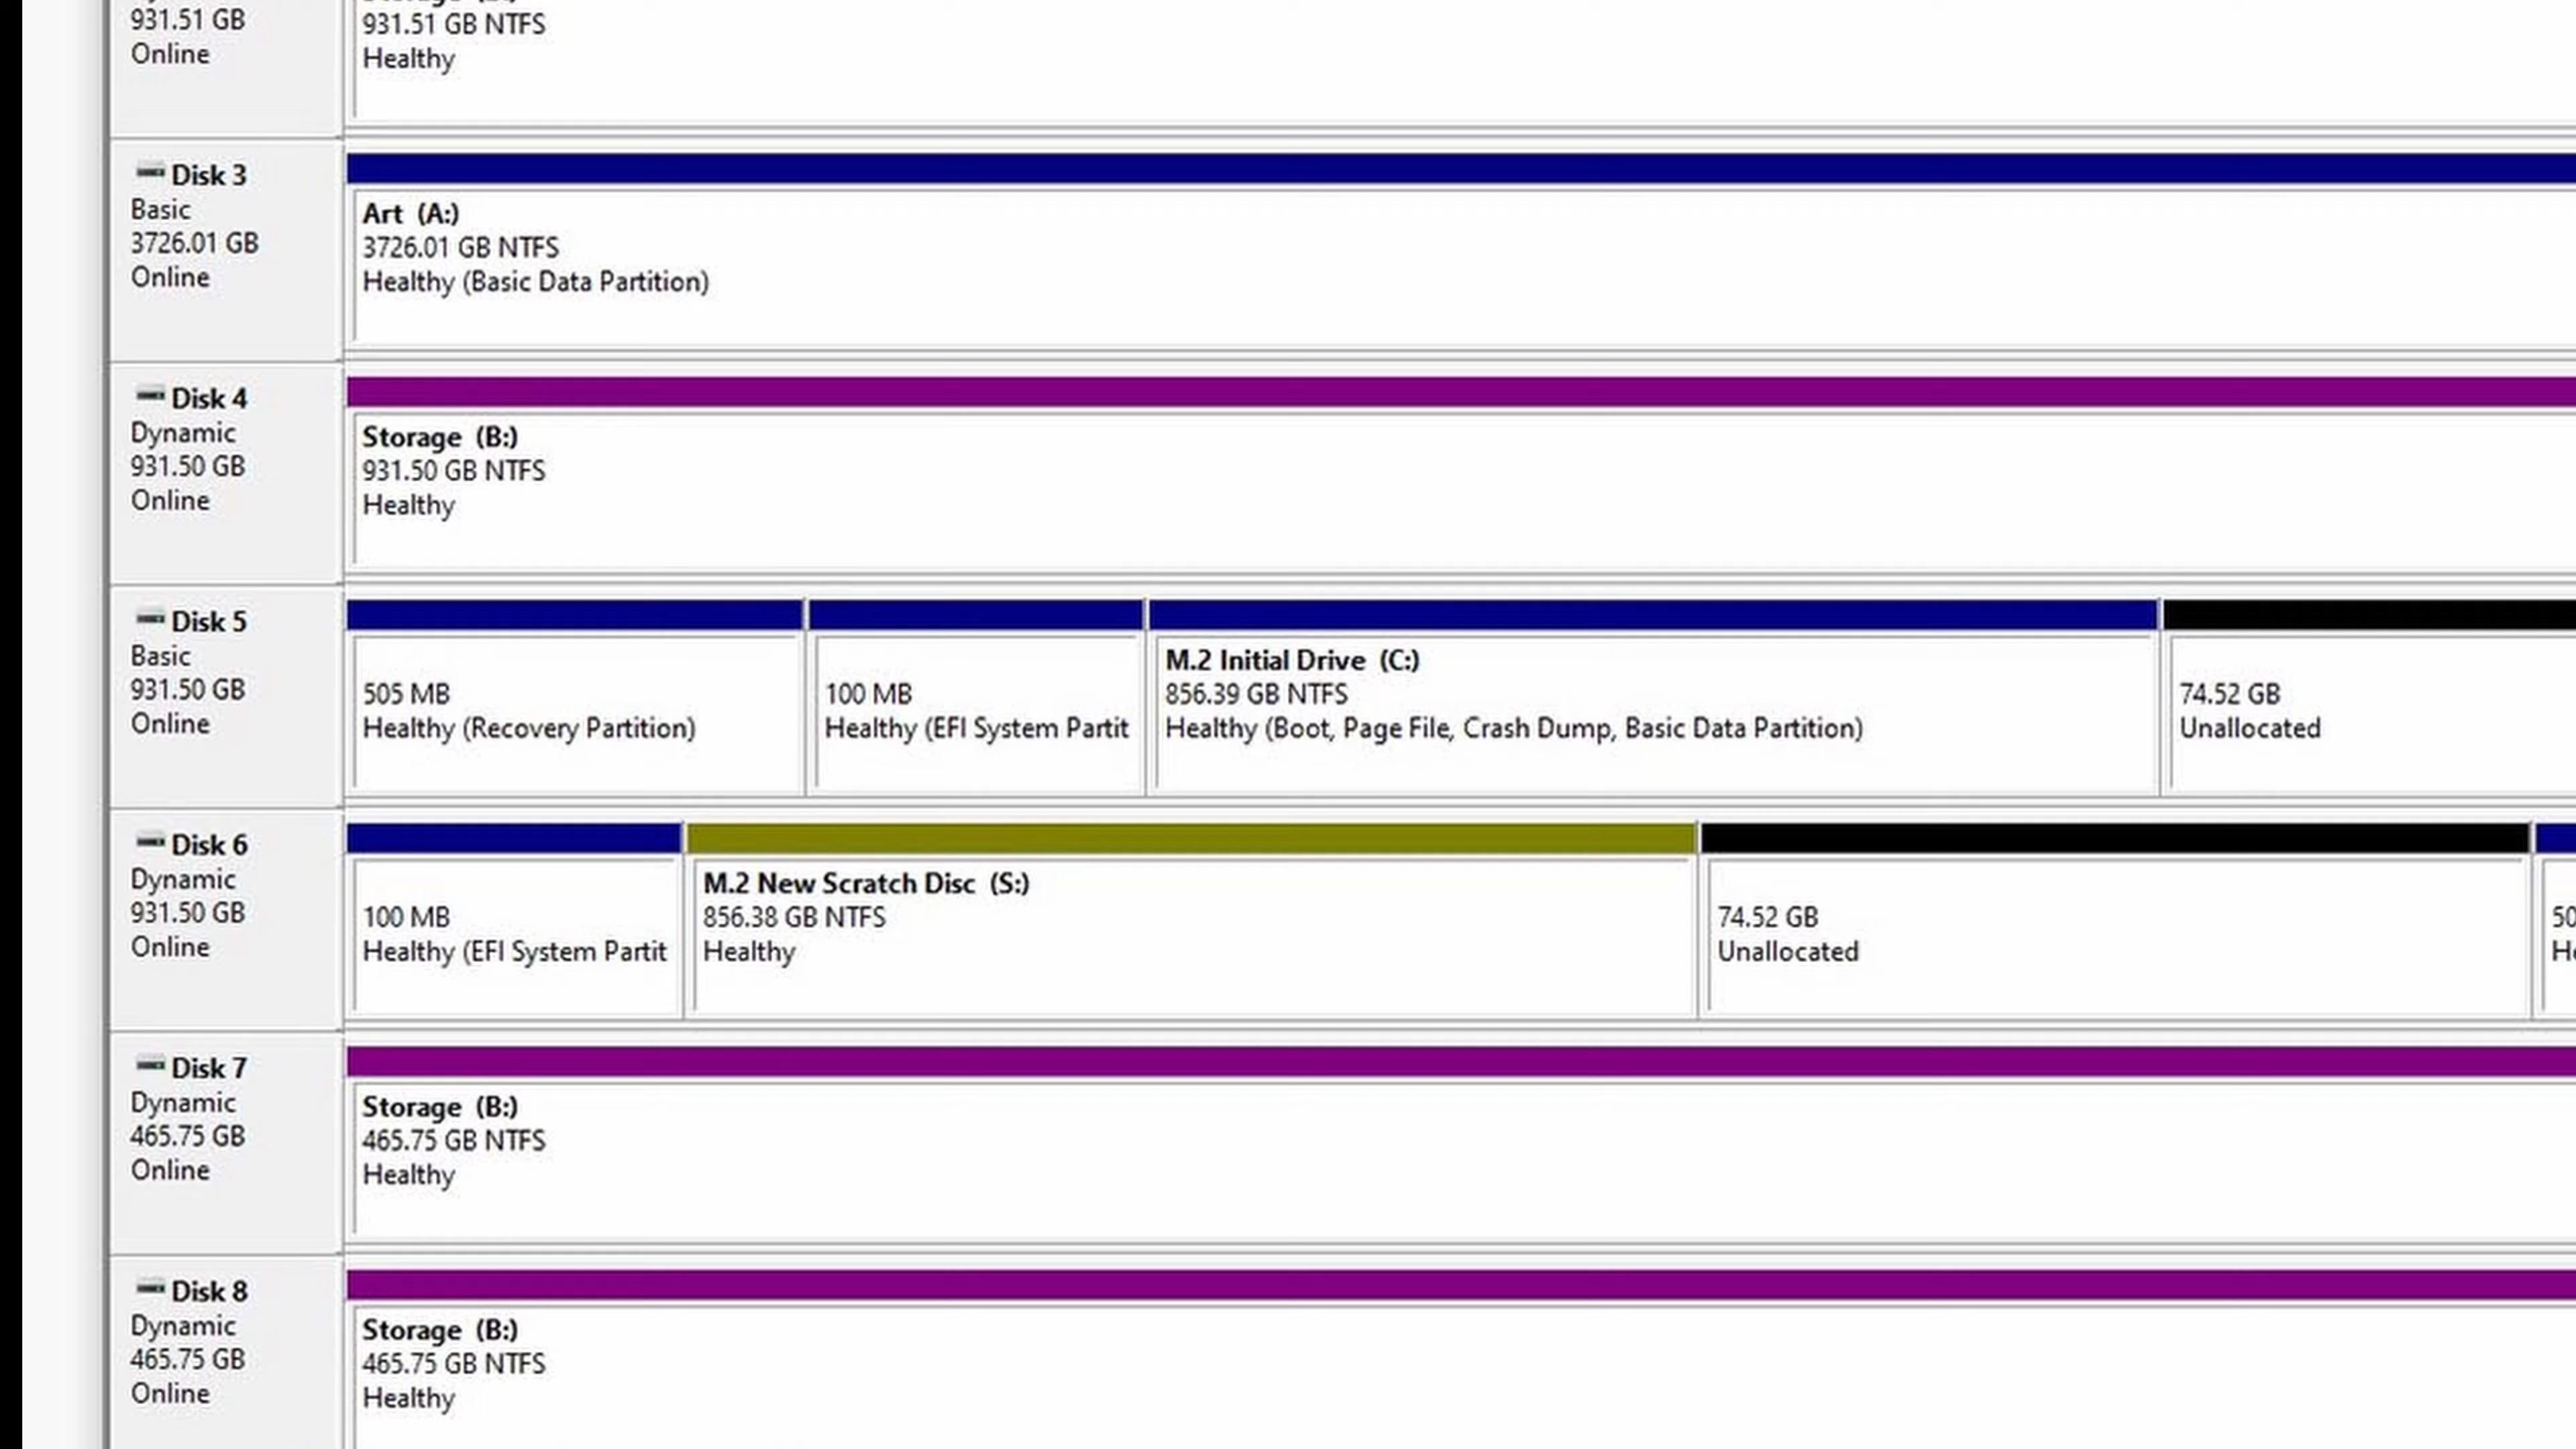 931.51 GB
Online
931.51 GB NTFS
Healthy
Disk 3
Basic
3726.01 GB
Online
Art (A:)
3726.01 GB NTFS
Healthy (Basic Data Partition)
Disk 4
Dynamic
931.50 GB
Online
Storage (B:)
931.50 GB NTFS
Healthy
Disk 5
Basic
931.50 GB
Online
505 MB
Healthy (Recovery Partition)
100 MB
Healthy (EFI System Partit
M.2 Initial Drive (C:)
856.39 GB NTFS
Healthy (Boot, Page File, Crash Dump, Basic Data Partition)
74.52 GB
Unallocated
Disk 6
Dynamic
931.50 GB
Online
100 MB
Healthy (EFI System Partit
M.2 New Scratch Disc (S:)
856.38 GB NTFS
Healthy
74.52 GB
Unallocated
Disk 7
Dynamic
465.75 GB
Online
Storage (B:)
465.75 GB NTFS
Healthy
Disk 8
Dynamic
465.75 GB
Online
Storage (B:)
465.75 GB NTFS
Healthy